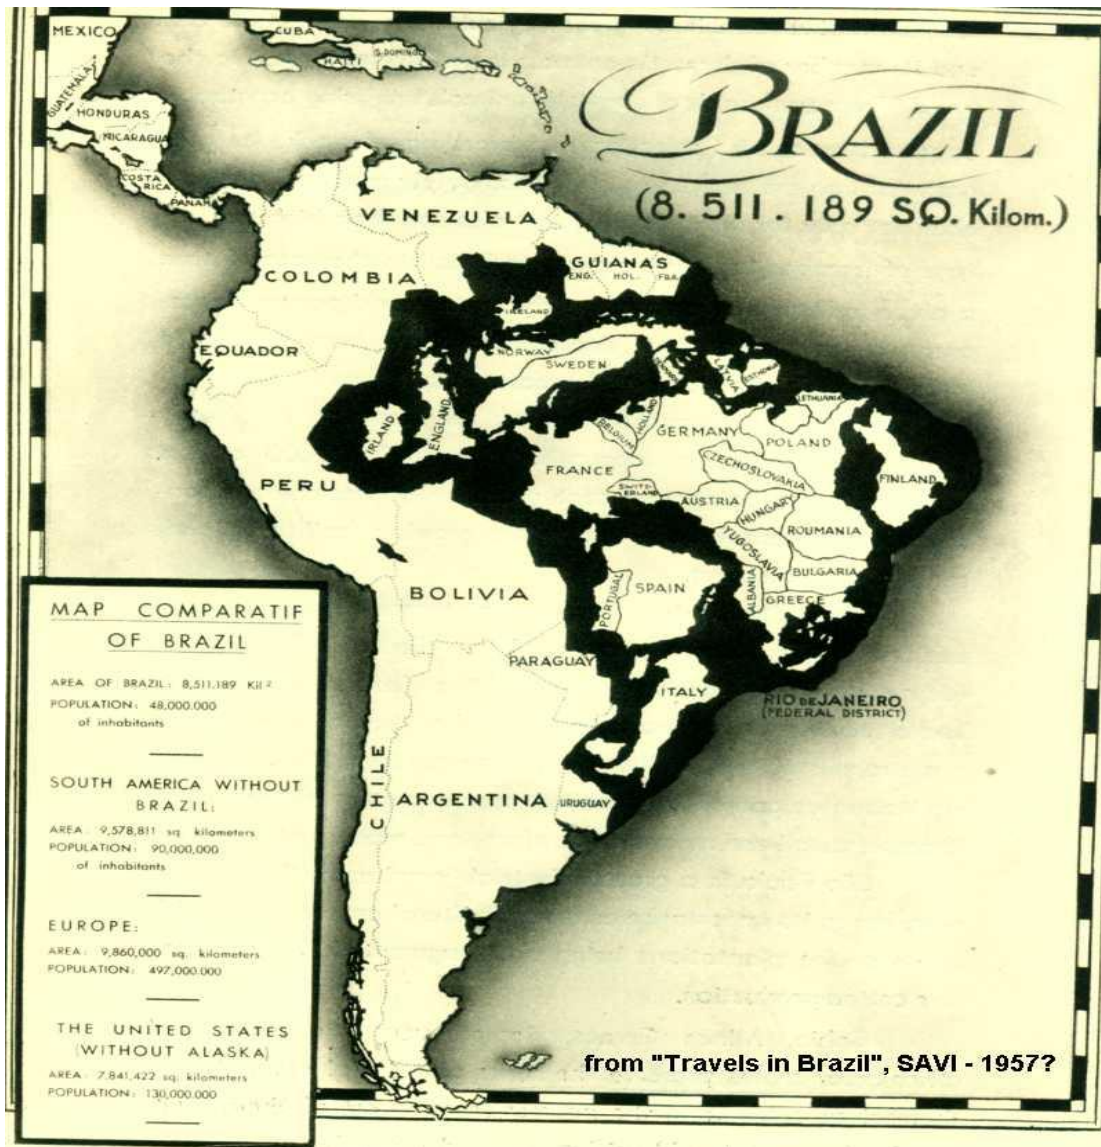 MEXICO
CUBA
HAITI
S. DOMINGO
GUATEMALA
HONDURAS
NICARAGUA
COSTA
RICA
PANAMA
BRAZIL
(8. 511. 189 SQ. Kilom.)
VENEZUELA
COLOMBIA
GUIANAS
ENG. HOL. FRA.
EQUADOR
NORWAY
SWEDEN
LATVIA
LETHUANIA
IRLAND
ENGLAND
BELGIUM
HOLLAND
GERMANY
POLAND
FRANCE
CZECHOSLOVAKIA
FINLAND
SWITZ-
ERLAND
AUSTRIA
HUNGARY
ROUMANIA
PERU
YUGOSLAVIA
BULGARIA
ALBANIA
GREECE
PORTUGAL
SPAIN
BOLIVIA
PARAGUAY
ITALY
RIO DE JANEIRO
(FEDERAL DISTRICT)
CHILE
ARGENTINA
URUGUAY
MAP COMPARATIF
OF BRAZIL
AREA OF BRAZIL: 8,511,189 Kil 2
POPULATION: 48,000.000
of inhabitants
SOUTH AMERICA WITHOUT
BRAZIL:
AREA: 9,578,811 sq. kilometers
POPULATION: 90,000,000
of inhabitants
EUROPE:
AREA: 9,860,000 sq. kilometers
POPULATION: 497,000.000
THE UNITED STATES
(WITHOUT ALASKA)
AREA: 7,841,422 sq. kilometers
POPULATION: 130,000.000
from "Travels in Brazil", SAVI - 1957?